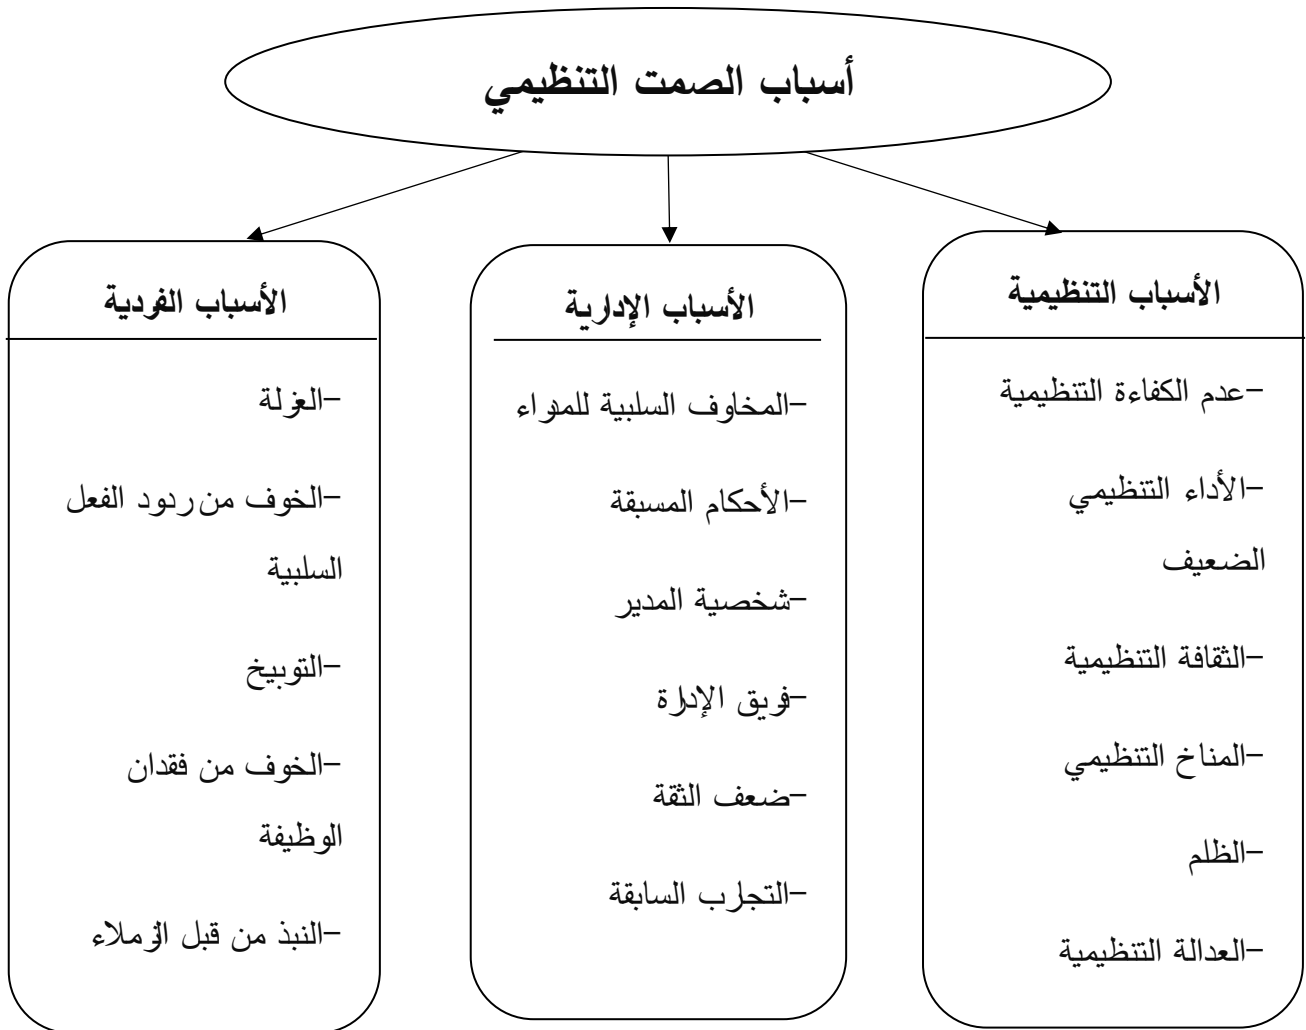 أسباب الصمت التنظيمي
الأسباب التنظيمية
-عدم الكفاءة التنظيمية
-الأداء التنظيمي
الضعيف
-الثقافة التنظيمية
-المناخ التنظيمي
-الظلم
-العدالة التنظيمية
الأسباب الإدارية
-المخاوف السلبية للمدراء
-الأحكام المسبقة
-شخصية المدير
-فريق الإدارة
-ضعف الثقة
-التجارب السابقة
الأسباب الفردية
-العزلة
-الخوف من ردود الفعل
السلبية
-التوبيخ
-الخوف من فقدان
الوظيفة
-النبذ من قبل الزملاء